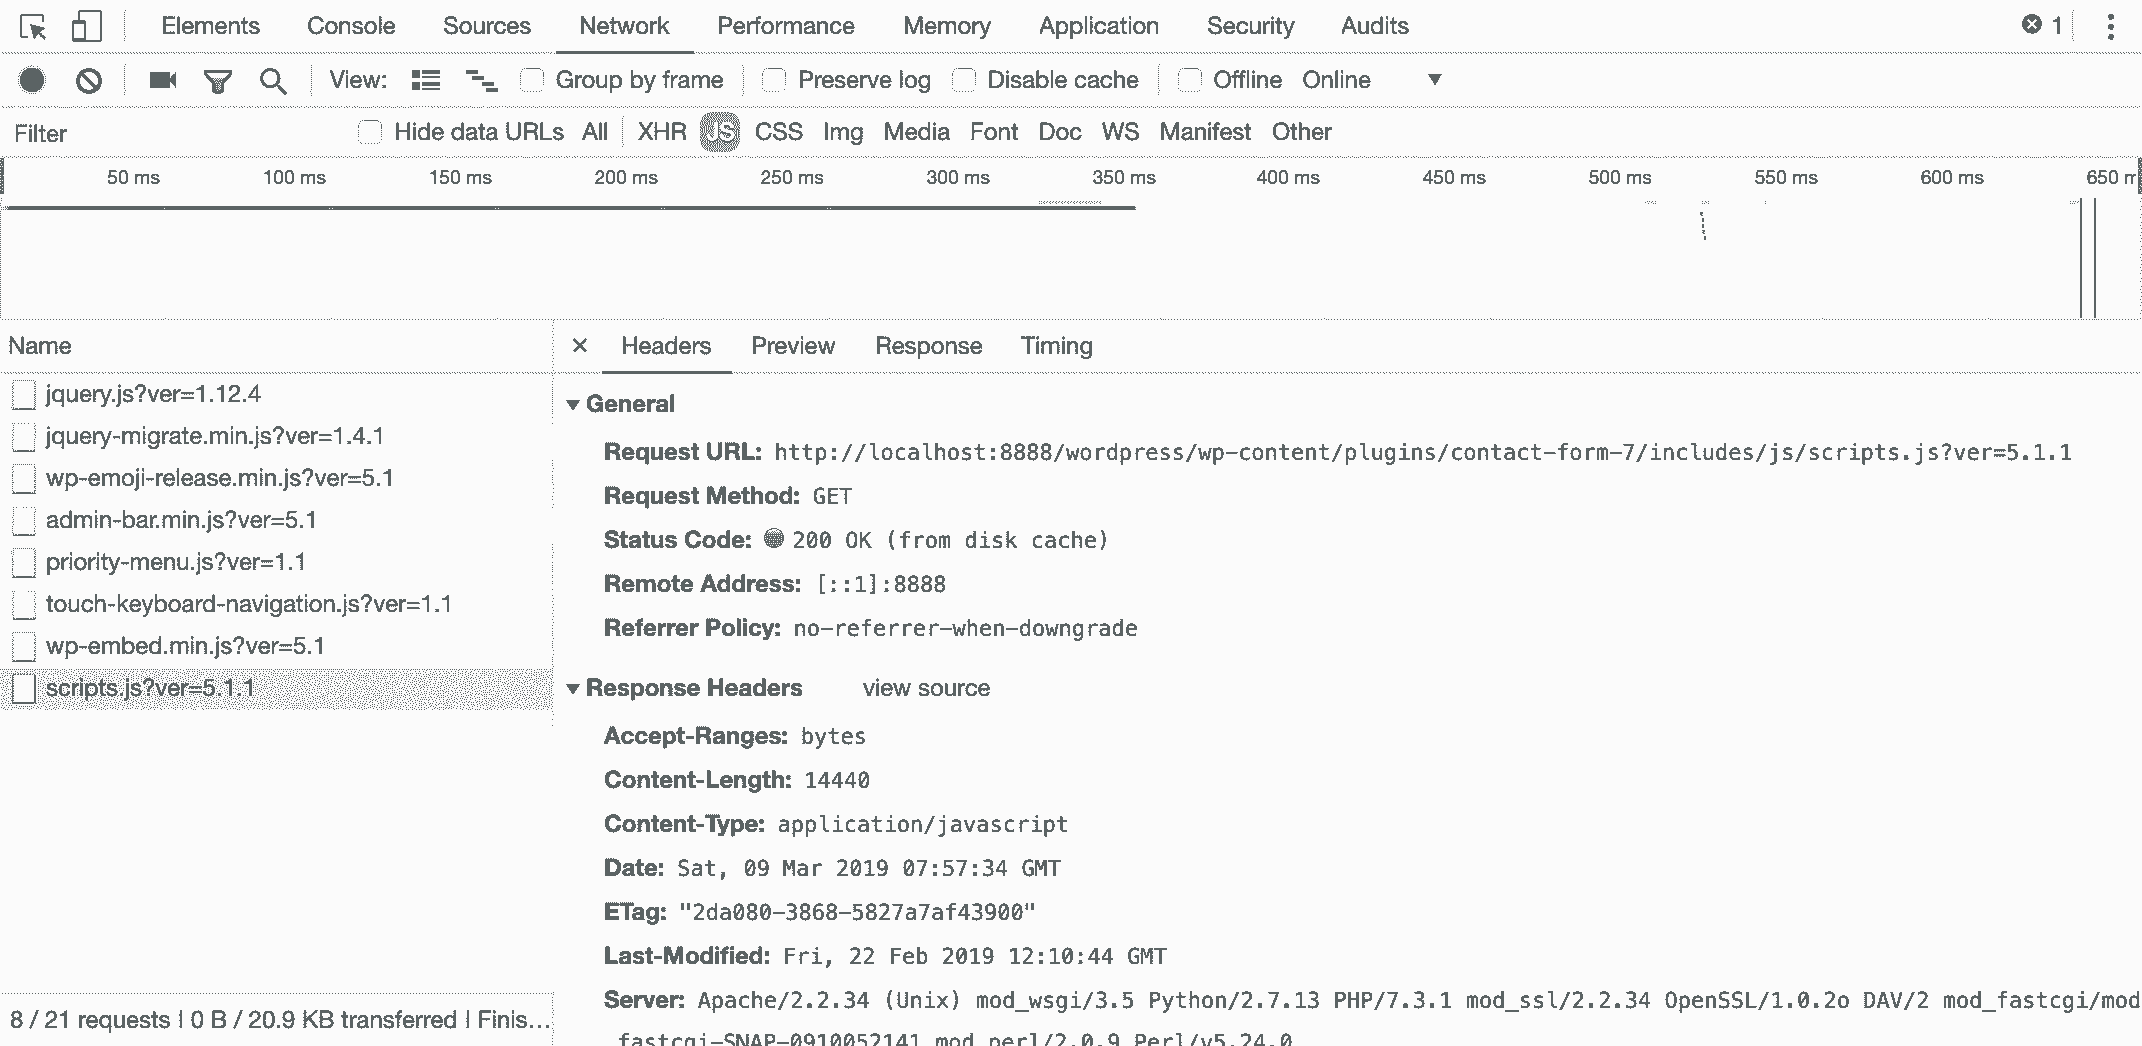 Elements Console Sources Network Performance Memory Application Security Audits 1
View: Group by frame Preserve log Disable cache Offline Online
Filter Hide data URLs All XHR JS CSS Img Media Font Doc WS Manifest Other
50 ms 100 ms 150 ms 200 ms 250 ms 300 ms 350 ms 400 ms 450 ms 500 ms 550 ms 600 ms 650 m
Name
jquery.js?ver=1.12.4
jquery-migrate.min.js?ver=1.4.1
wp-emoji-release.min.js?ver=5.1
admin-bar.min.js?ver=5.1
priority-menu.js?ver=1.1
touch-keyboard-navigation.js?ver=1.1
wp-embed.min.js?ver=5.1
scripts.js?ver=5.1.1
8 / 21 requests | 0 B / 20.9 KB transferred | Finis...
× Headers Preview Response Timing
General
Request URL: http://localhost:8888/wordpress/wp-content/plugins/contact-form-7/includes/js/scripts.js?ver=5.1.1
Request Method: GET
Status Code: 200 OK (from disk cache)
Remote Address: [::1]:8888
Referrer Policy: no-referrer-when-downgrade
Response Headers view source
Accept-Ranges: bytes
Content-Length: 14440
Content-Type: application/javascript
Date: Sat, 09 Mar 2019 07:57:34 GMT
ETag: "2da080-3868-5827a7af43900"
Last-Modified: Fri, 22 Feb 2019 12:10:44 GMT
Server: Apache/2.2.34 (Unix) mod_wsgi/3.5 Python/2.7.13 PHP/7.3.1 mod_ssl/2.2.34 OpenSSL/1.0.2o DAV/2 mod_fastcgi/mod
_fastcgi-SNAP-0910052141 mod_perl/2.0.9 Perl/v5.24.0